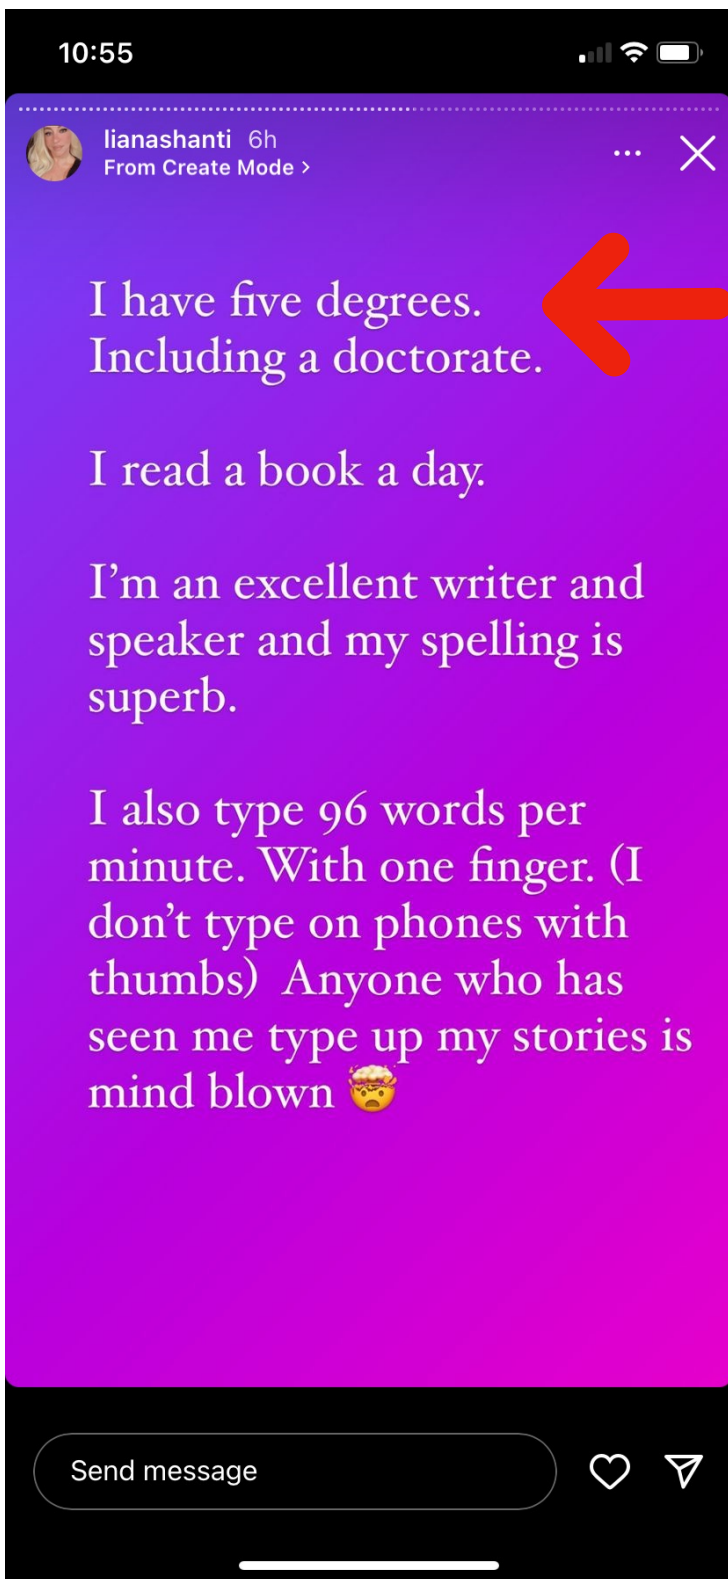 10:55
lianashanti 6h
From Create Mode >
I have five degrees.
Including a doctorate.
I read a book a day.
I'm an excellent writer and
speaker and my spelling is
superb.
I also type 96 words per
minute. With one finger. (I
don't type on phones with
thumbs)  Anyone who has
seen me type up my stories is
mind blown 🤯
Send message